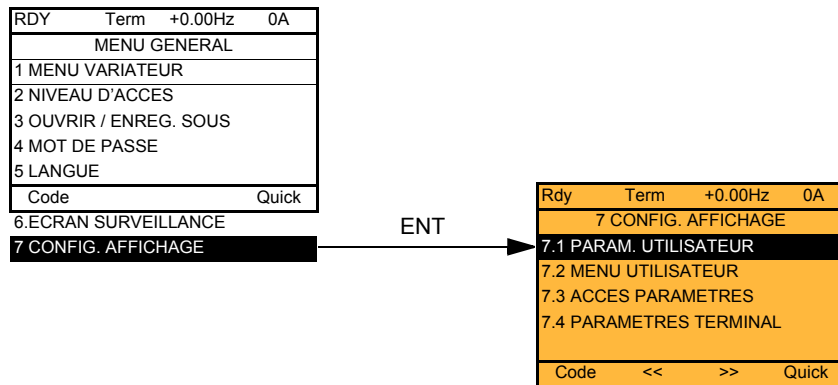 RDY Term +0.00Hz 0A
MENU GENERAL
1 MENU VARIATEUR
2 NIVEAU D'ACCES
3 OUVRIR / ENREG. SOUS
4 MOT DE PASSE
5 LANGUE
Code Quick
6.ECRAN SURVEILLANCE
7 CONFIG. AFFICHAGE
ENT
Rdy Term +0.00Hz 0A
7 CONFIG. AFFICHAGE
7.1 PARAM. UTILISATEUR
7.2 MENU UTILISATEUR
7.3 ACCES PARAMETRES
7.4 PARAMETRES TERMINAL
Code << >> Quick